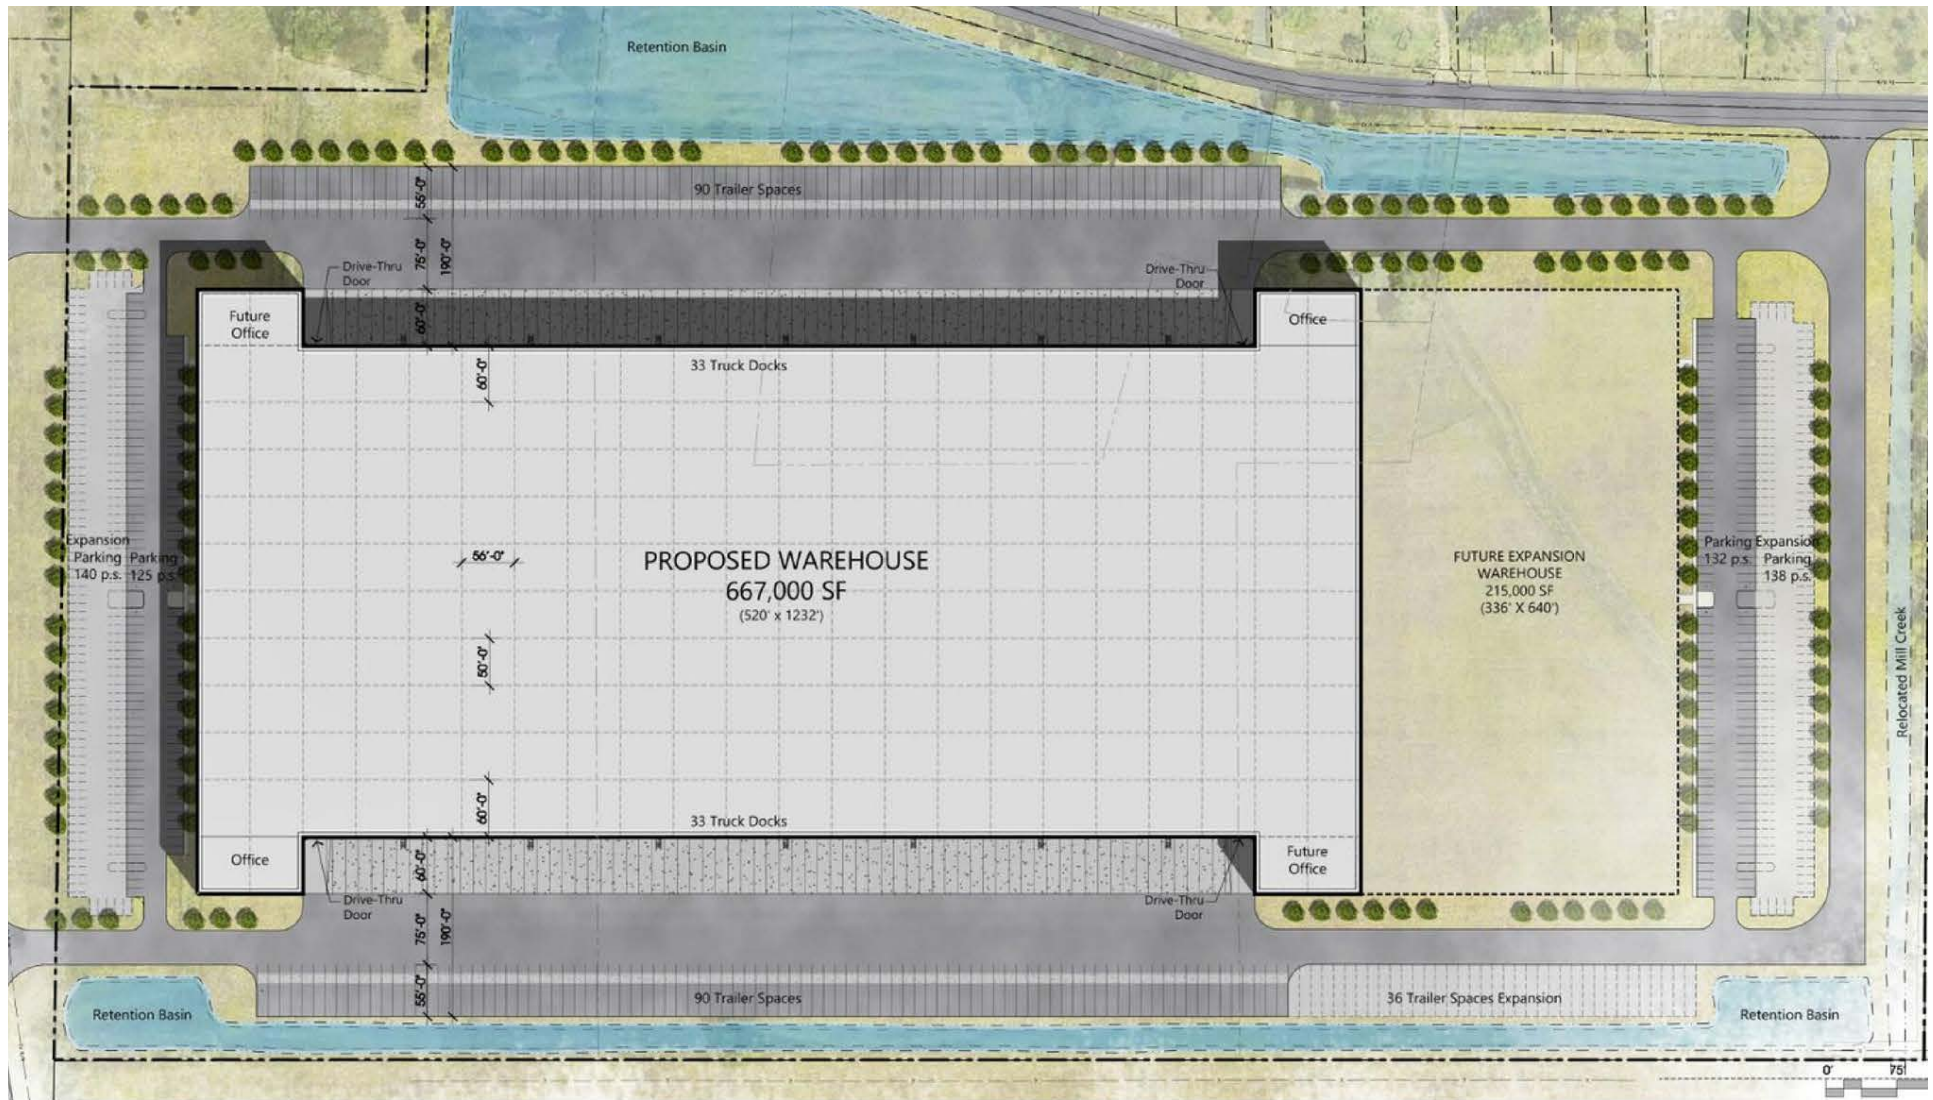 Retention Basin
55'-0"
90 Trailer Spaces
75'-0"
190'-0"
Drive-Thru
Door
Drive-Thru
Door
60'-0"
Future
Office
Office
33 Truck Docks
60'-0"
Expansion
Parking
140 p.s.
Parking
125 p.s.
56'-0"
PROPOSED WAREHOUSE
667,000 SF
(520' x 1232')
FUTURE EXPANSION
WAREHOUSE
215,000 SF
(336' X 640')
Parking
132 p.s.
Expansion
Parking
138 p.s.
Relocated Mill Creek
50'-0"
60'-0"
33 Truck Docks
Office
60'-0"
Future
Office
Drive-Thru
Door
Drive-Thru
Door
75'-0"
190'-0"
55'-0"
90 Trailer Spaces
36 Trailer Spaces Expansion
Retention Basin
Retention Basin
0'
75'